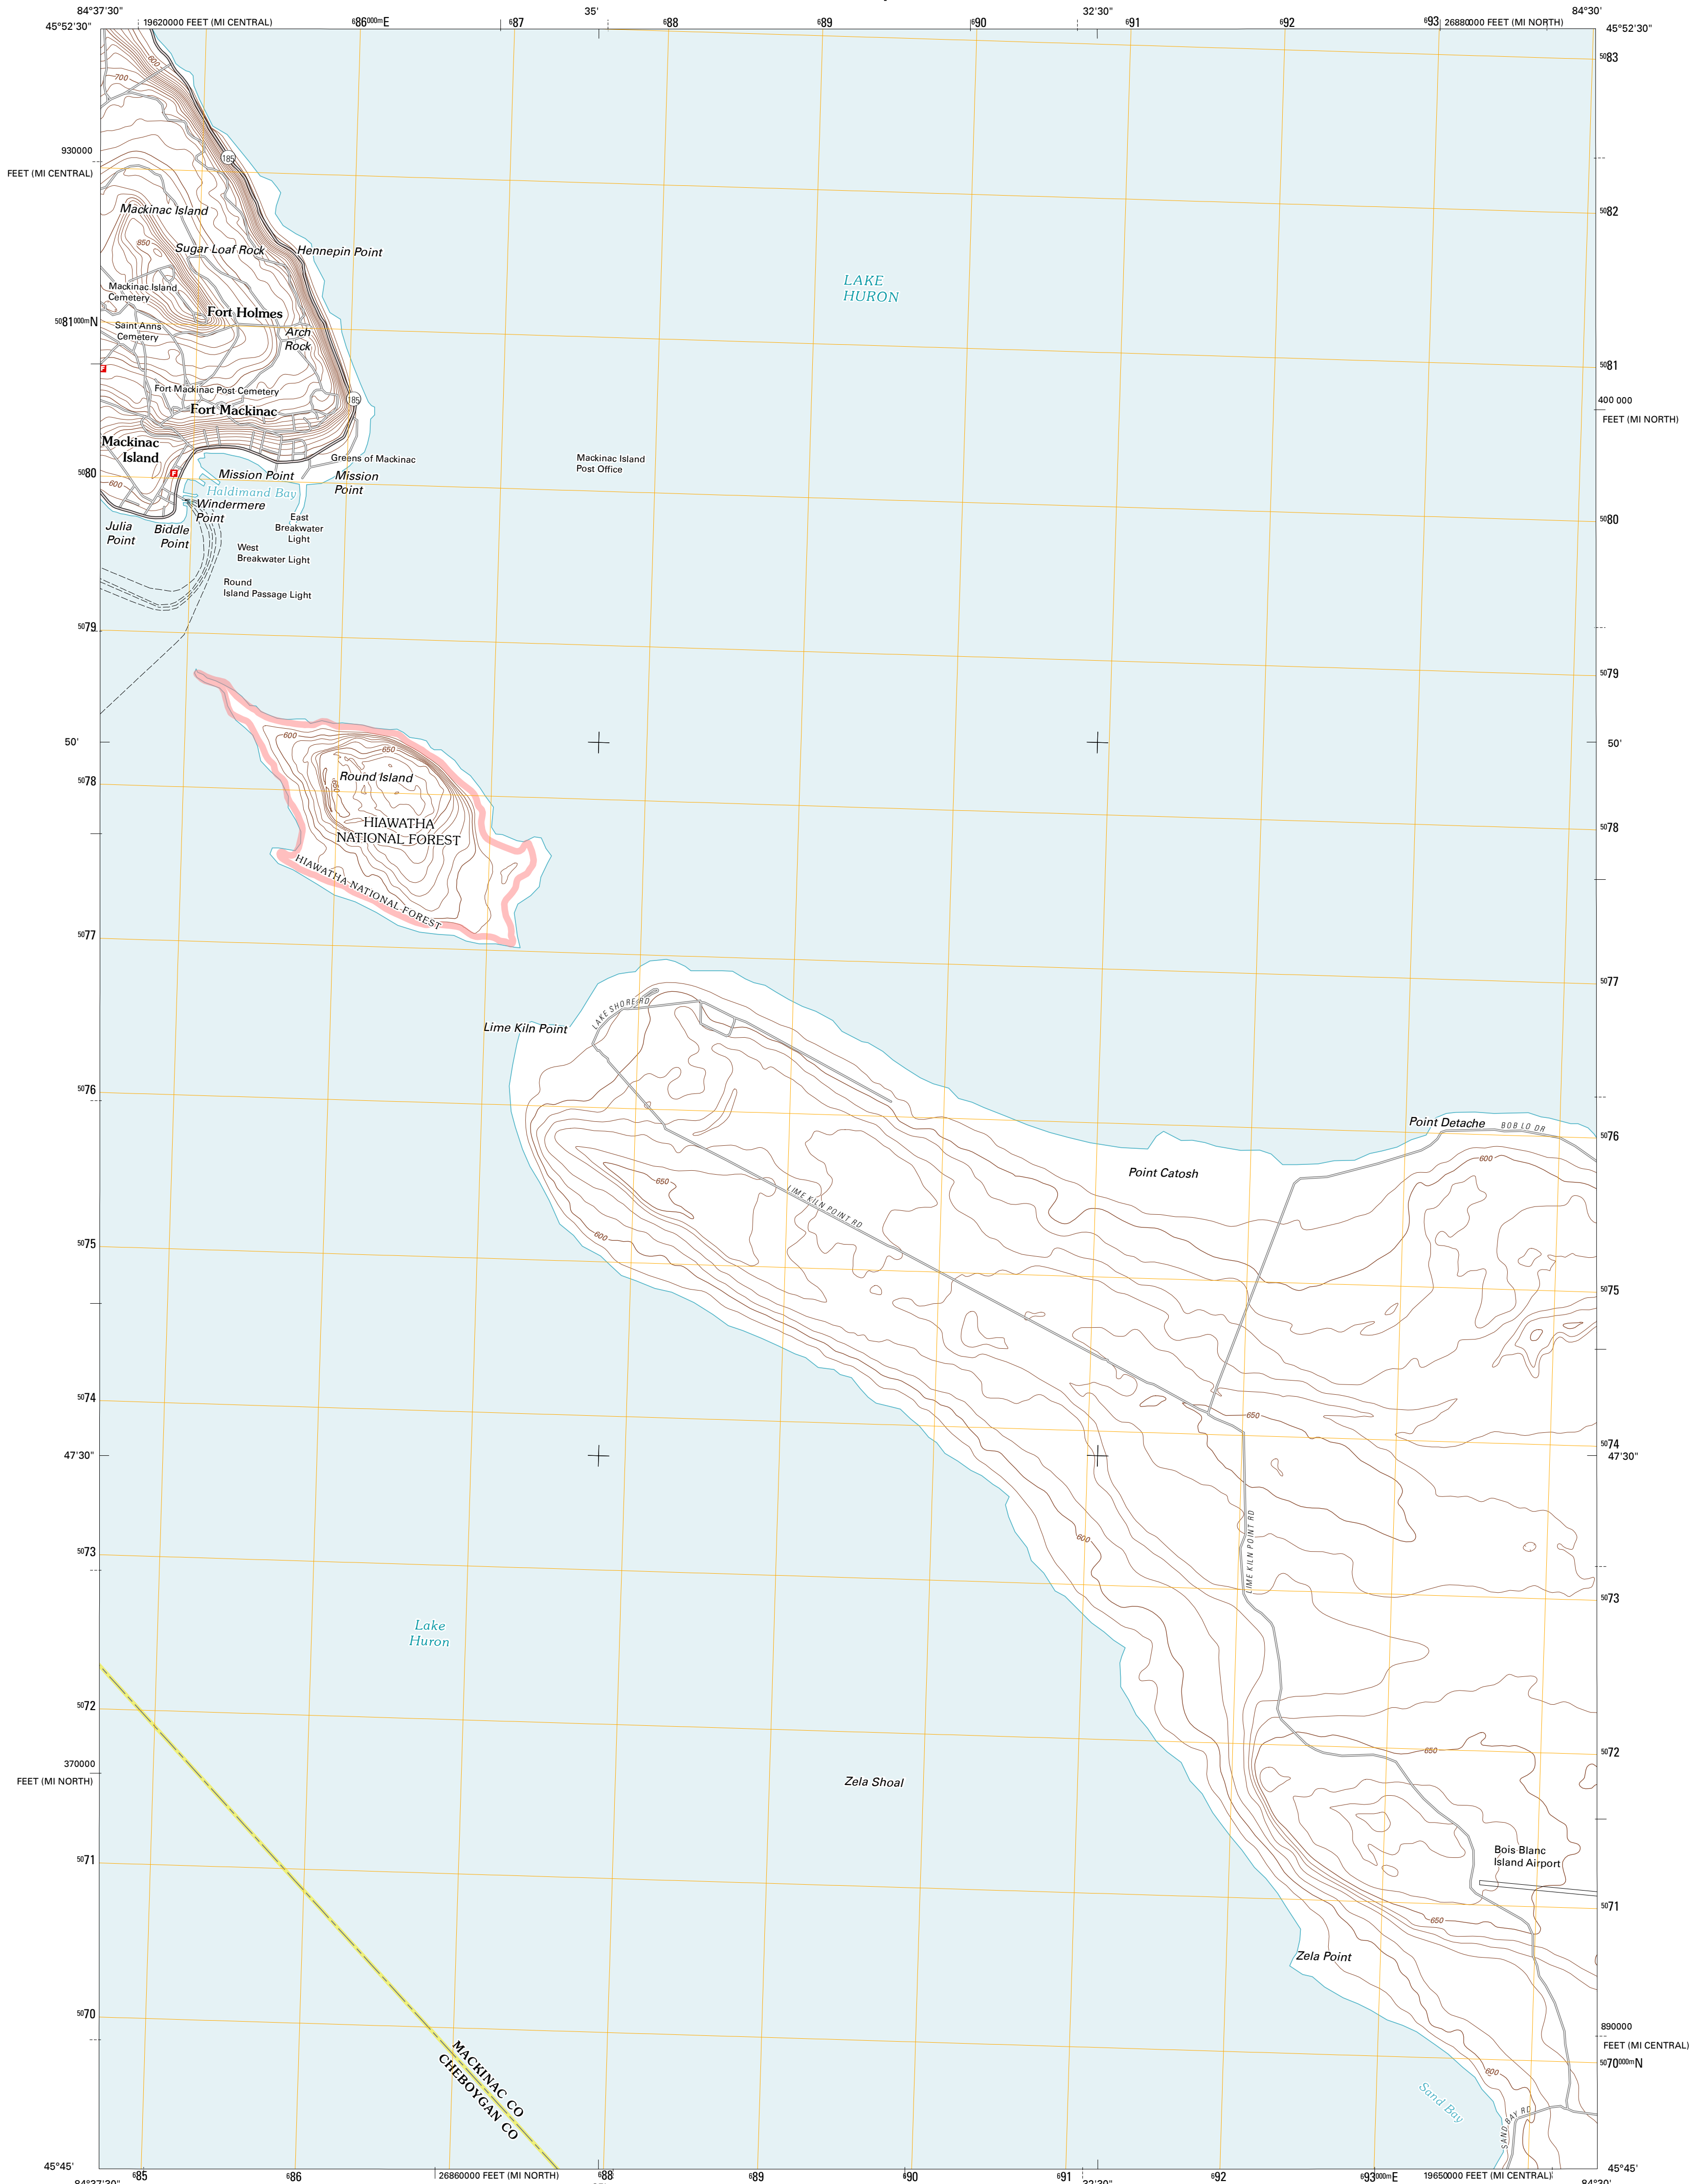 84°37'30"
19620000 FEET (MI CENTRAL)
⁶86⁰⁰⁰ᵐE
⁶87
35'
⁶88
⁶89
⁶90
32'30"
⁶91
⁶92
⁶93
26880000 FEET (MI NORTH)
84°30'
45°52'30"
45°52'30"
⁵⁰83
600
700
930000
FEET (MI CENTRAL)
185
Mackinac Island
⁵⁰82
850
Sugar Loaf Rock
Hennepin Point
LAKE
HURON
Mackinac Island
Cemetery
Fort Holmes
⁵⁰81⁰⁰⁰ᵐN
Saint Anns
Cemetery
Arch
Rock
F
⁵⁰81
Fort Mackinac Post Cemetery
185
400 000
FEET (MI NORTH)
Fort Mackinac
Mackinac
Island
Greens of Mackinac
Mackinac Island
Post Office
⁵⁰80
F
600
Mission Point
Mission
Point
Haldimand Bay
Windermere
Point
Julia
Point
Biddle
Point
East
Breakwater
Light
⁵⁰80
West
Breakwater Light
Round
Island Passage Light
⁵⁰79
⁵⁰79
600
650
50'
50'
Round Island
650
⁵⁰78
HIAWATHA
NATIONAL FOREST
⁵⁰78
HIAWATHA NATIONAL FOREST
⁵⁰77
⁵⁰77
LAKE SHORE RD
Lime Kiln Point
⁵⁰76
Point Detache
BOB LO DR
⁵⁰76
600
Point Catosh
650
LIME KILN POINT RD
600
⁵⁰75
⁵⁰75
⁵⁰74
650
⁵⁰74
47'30"
47'30"
600
LIME KILN POINT RD
⁵⁰73
⁵⁰73
Lake
Huron
⁵⁰72
650
⁵⁰72
370000
FEET (MI NORTH)
Zela Shoal
Bois Blanc
Island Airport
⁵⁰71
⁵⁰71
650
Zela Point
⁵⁰70
890000
FEET (MI CENTRAL)
⁵⁰70⁰⁰⁰ᵐN
MACKINAC CO
CHEBOYGAN CO
600
Sand Bay
SAND BAY RD
45°45'
45°45'
84°37'30"
⁶85
⁶86
26860000 FEET (MI NORTH)
⁶88
⁶89
⁶90
⁶91
32'30"
⁶92
⁶93⁰⁰⁰ᵐE
19650000 FEET (MI CENTRAL)
84°30'